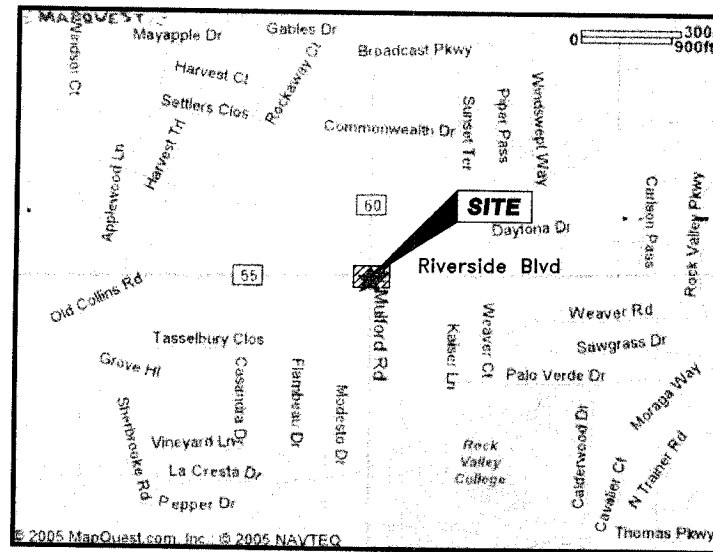 MAPQUEST
Windsor Ct
Mayapple Dr
Gables Dr
Rockaway Ct
Broadcast Pkwy
0
300
900ft
Harvest Ct
Settlers Clos
Harvest Trl
Applewood Ln
Commonwealth Dr
Sunset Ter
Piper Pass
Windswept Way
60
SITE
Daytona Dr
Carlson Pass
Rock Valley Pkwy
55
Riverside Blvd
Old Collins Rd
Mulford Rd
Tasselbury Clos
Grove Hl
Casandra Dr
Flambeau Dr
Modesto Dr
Kaiser Ln
Weaver Ct
Weaver Rd
Sawgrass Dr
Palo Verde Dr
Moraga Way
Sherbrooke Rd
Vineyard Ln
La Cresta Dr
Pepper Dr
Rock
Valley
College
Calderwood Dr
Cavalier Ct
N Trainer Rd
Thomas Pkwy
© 2005 MapQuest.com, Inc.; © 2005 NAVTEQ